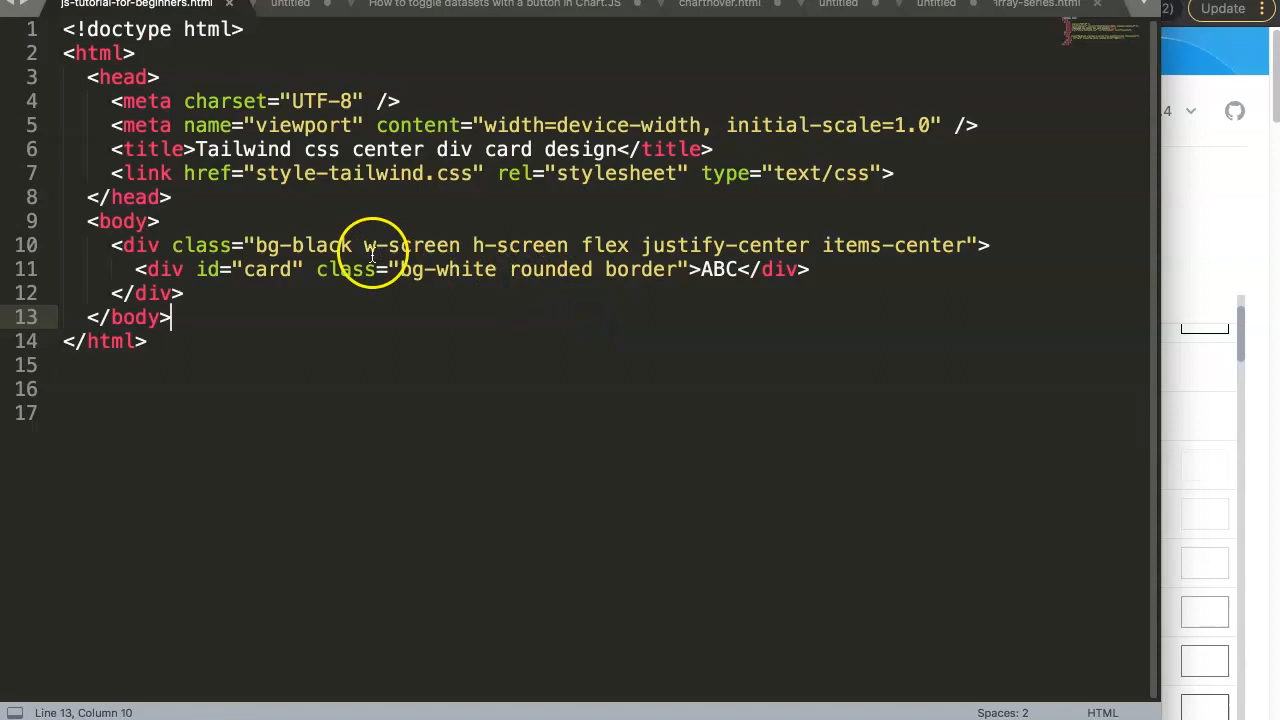 js-tutorial-for-beginners.html untitled How to toggle datasets with a button in Chart.JS untitled charthover.html untitled untitled array-series.html 2) Update
1 <!doctype html>
2 <html>
3 <head>
4 <meta charset="UTF-8" /> .4
5 <meta name="viewport" content="width=device-width, initial-scale=1.0" />
6 <title>Tailwind css center div card design</title>
7 <link href="style-tailwind.css" rel="stylesheet" type="text/css">
8 </head>
9 <body>
10 <div class="bg-black w-screen h-screen flex justify-center items-center">
11 <div id="card" class="bg-white rounded border">ABC</div>
12 </div>
13 </body>
14 </html>
15
16
17
Line 13, Column 10 Spaces: 2 HTML